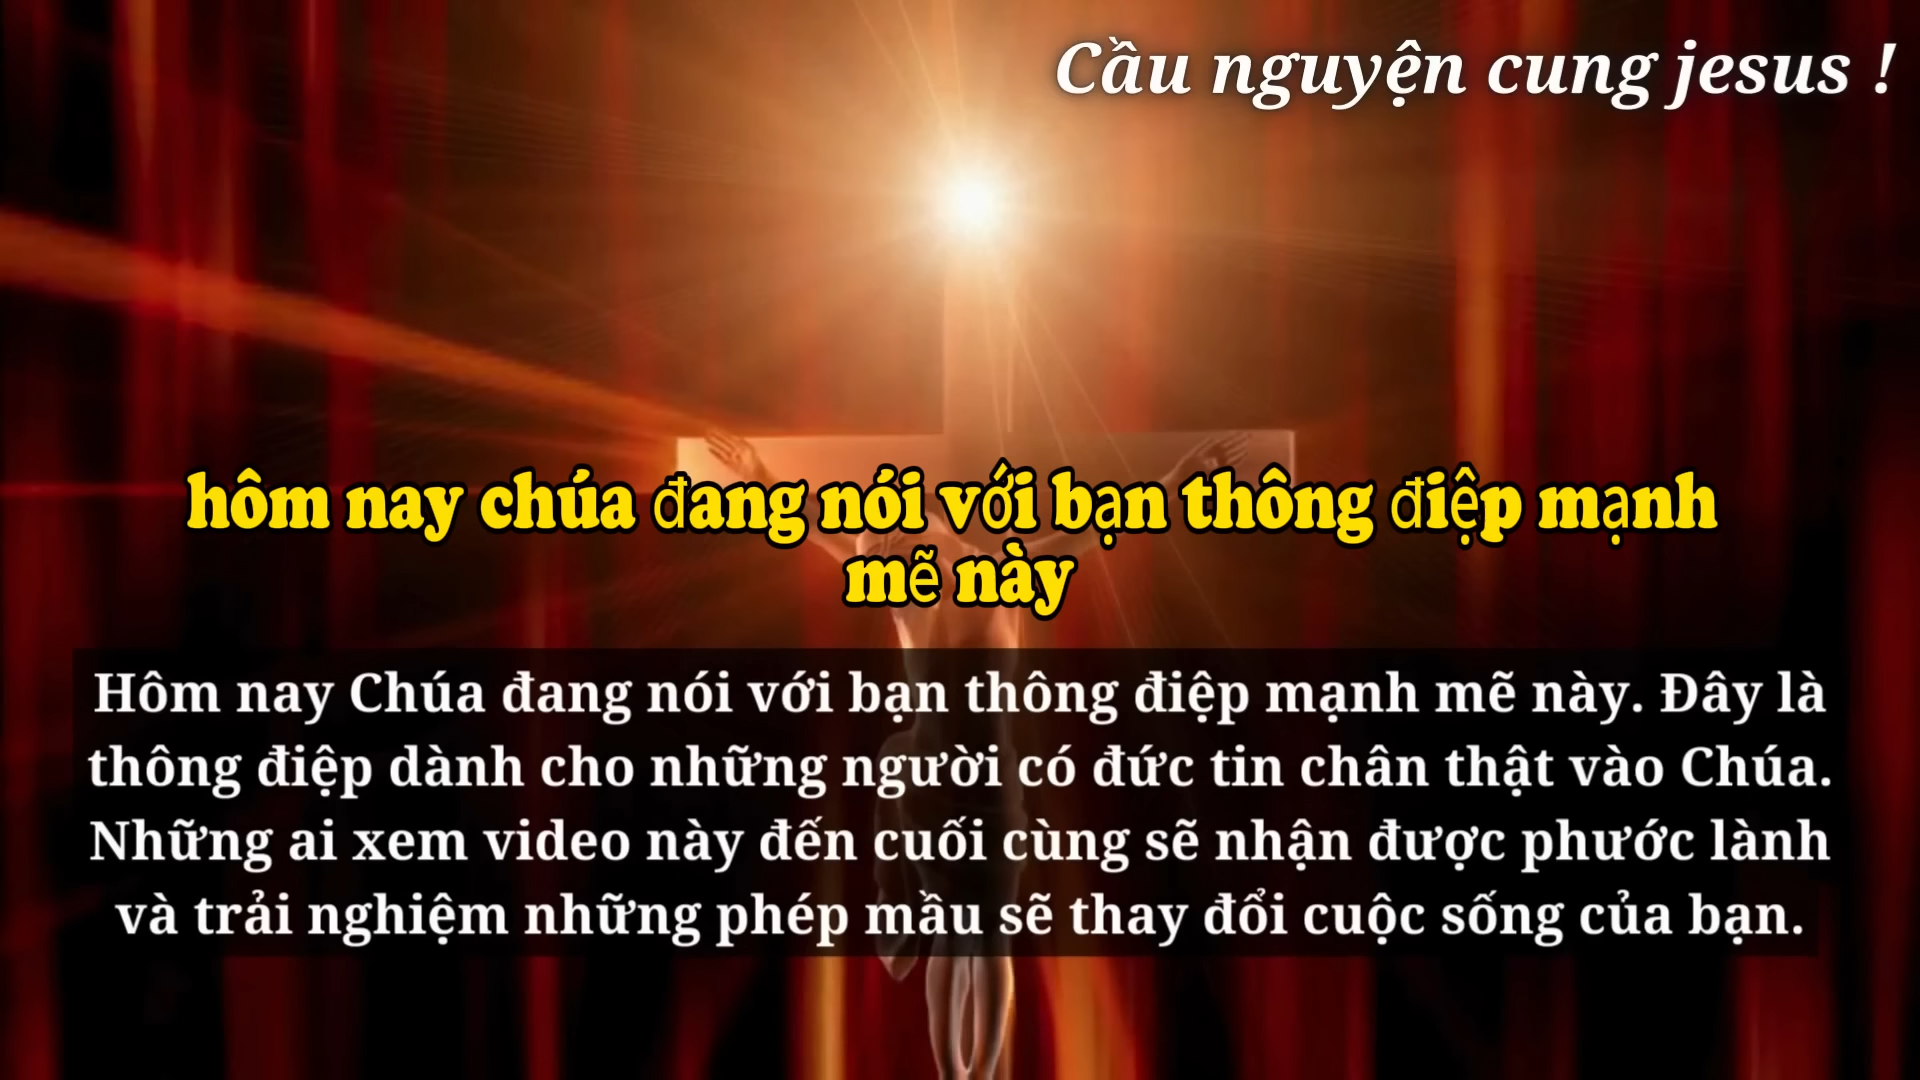 Cầu nguyện cung jesus !
hôm nay chúa đang nói với bạn thông điệp mạnh
mẽ này
Hôm nay Chúa đang nói với bạn thông điệp mạnh mẽ này. Đây là
thông điệp dành cho những người có đức tin chân thật vào Chúa.
Những ai xem video này đến cuối cùng sẽ nhận được phước lành
và trải nghiệm những phép mầu sẽ thay đổi cuộc sống của bạn.